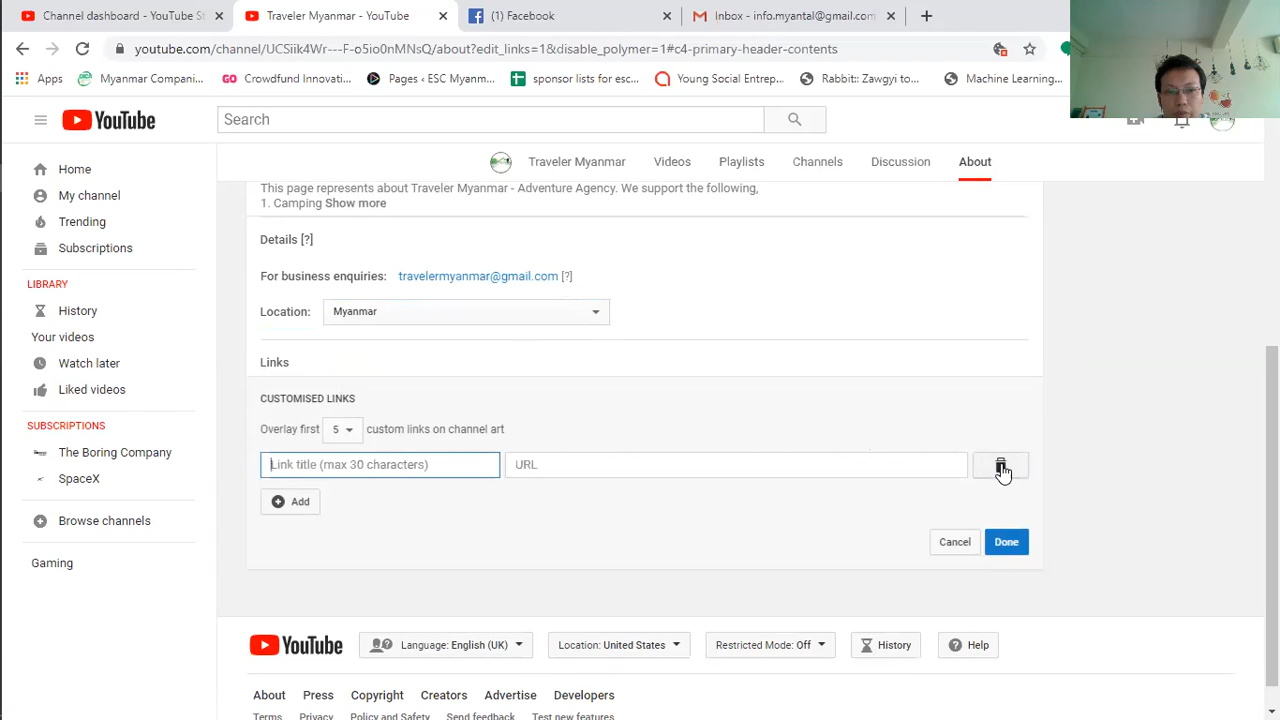 Channel dashboard - YouTube St
Traveler Myanmar - YouTube
(1) Facebook
Inbox - info.myantal@gmail.com
youtube.com/channel/UCSiik4Wr---F-o5io0nMNsQ/about?edit_links=1&disable_polymer=1#c4-primary-header-contents
Apps
Myanmar Compani...
GO Crowdfund Innovati...
Pages ‹ ESC Myanm...
sponsor lists for esc...
Young Social Entrep...
Rabbit:: Zawgyi to...
Machine Learning...
YouTube
Search
Traveler Myanmar
Videos
Playlists
Channels
Discussion
About
Home
My channel
Trending
Subscriptions
LIBRARY
History
Your videos
Watch later
Liked videos
SUBSCRIPTIONS
The Boring Company
SpaceX
Browse channels
Gaming
This page represents about Traveler Myanmar - Adventure Agency. We support the following,
1. Camping Show more
Details [?]
For business enquiries: travelermyanmar@gmail.com [?]
Location: Myanmar
Links
CUSTOMISED LINKS
Overlay first 5 custom links on channel art
Link title (max 30 characters)
URL
Add
Cancel
Done
YouTube
Language: English (UK)
Location: United States
Restricted Mode: Off
History
Help
About Press Copyright Creators Advertise Developers
Terms Privacy Policy and Safety Send feedback Test new features